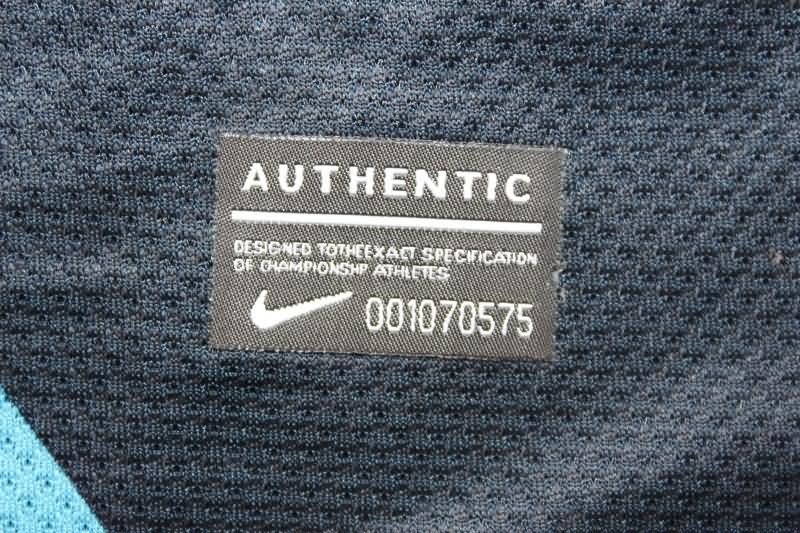 AUTHENTIC
DESIGNED TOTHEEXACT SPECIFICATION
OF CHAMPIONSHP ATHLETES
001070575